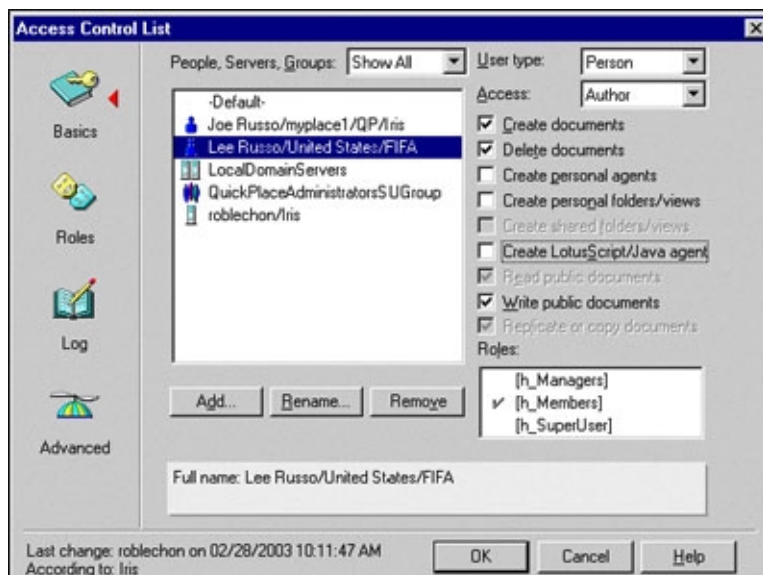 Access Control List
Basics
Roles
Log
Advanced
People, Servers, Groups: Show All
-Default-
Joe Russo/myplace1/QP/Iris
Lee Russo/United States/FIFA
LocalDomainServers
QuickPlaceAdministratorsSUGroup
roblechon/Iris
Add...
Rename...
Remove
User type: Person
Access: Author
Create documents
Delete documents
Create personal agents
Create personal folders/views
Create shared folders/views
Create LotusScript/Java agent
Read public documents
Write public documents
Replicate or copy documents
Roles:
[h_Managers]
[h_Members]
[h_SuperUser]
Full name: Lee Russo/United States/FIFA
Last change: roblechon on 02/28/2003 10:11:47 AM
According to: Iris
OK
Cancel
Help